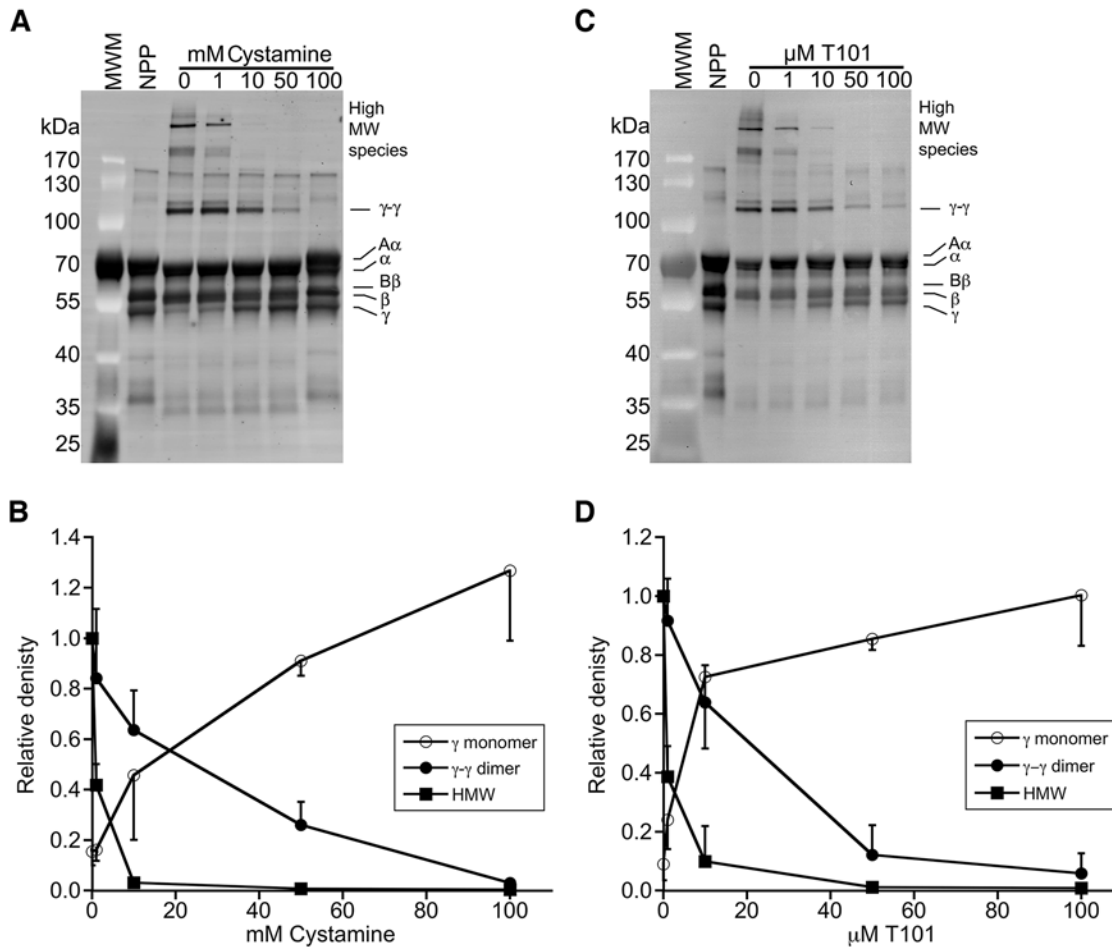 A
MWM
NPP
mM Cystamine
0 1 10 50 100
kDa
170
130
100
70
55
40
35
25
High
MW
species
γ-γ
Aα
α
Bβ
β
γ
C
MWM
NPP
µM T101
0 1 10 50 100
kDa
170
130
100
70
55
40
35
25
High
MW
species
γ-γ
Aα
α
Bβ
β
γ
B
Relative denisty
1.4
1.2
1.0
0.8
0.6
0.4
0.2
0.0
γ monomer
γ-γ dimer
HMW
0 20 40 60 80 100
mM Cystamine
D
Relative denisty
1.2
1.0
0.8
0.6
0.4
0.2
0.0
γ monomer
γ–γ dimer
HMW
0 20 40 60 80 100
µM T101